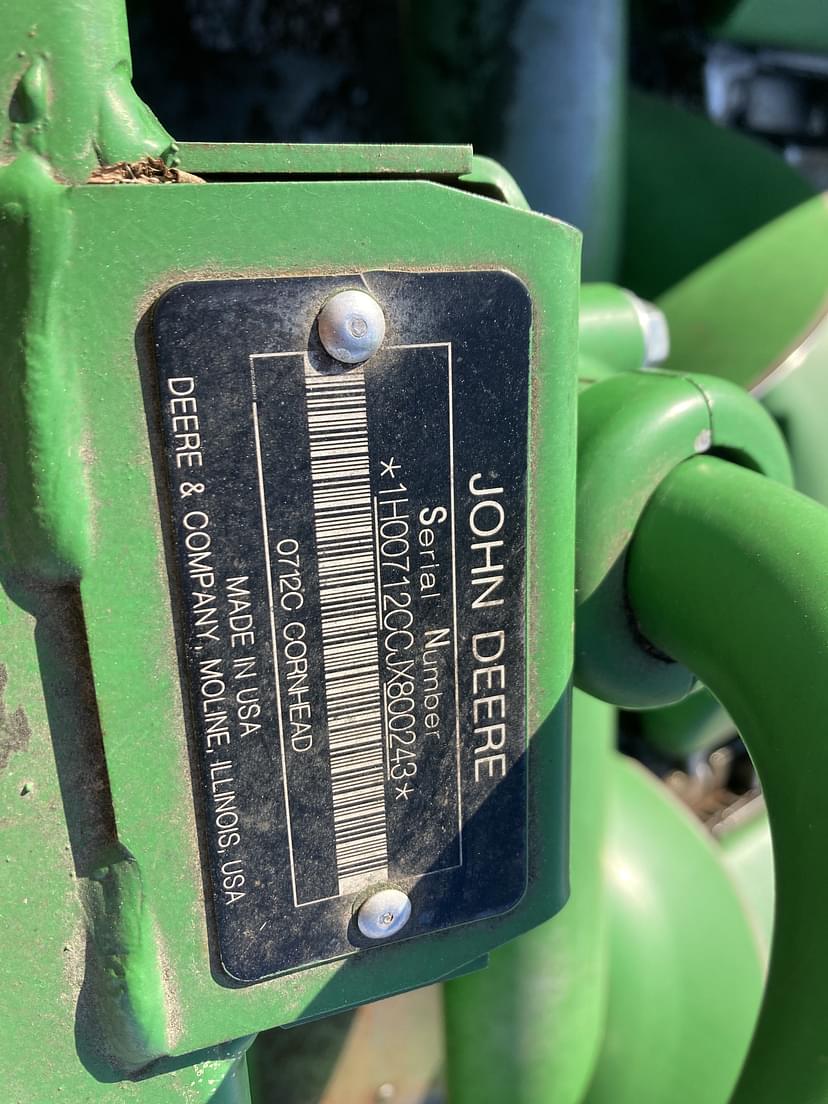 JOHN DEERE
Serial Number
*1H00712CCJX800243*
0712C CORNHEAD
MADE IN USA
DEERE & COMPANY, MOLINE, ILLINOIS, USA